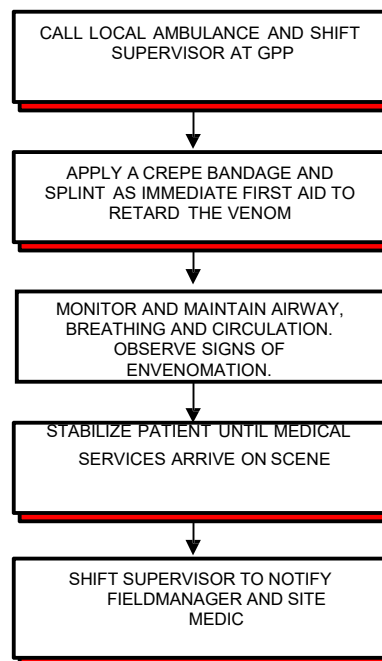 CALL LOCAL AMBULANCE AND SHIFT
SUPERVISOR AT GPP
APPLY A CREPE BANDAGE AND
SPLINT AS IMMEDIATE FIRST AID TO
RETARD THE VENOM
MONITOR AND MAINTAIN AIRWAY,
BREATHING AND CIRCULATION.
OBSERVE SIGNS OF
ENVENOMATION.
STABILIZE PATIENT UNTIL MEDICAL
SERVICES ARRIVE ON SCENE
SHIFT SUPERVISOR TO NOTIFY
FIELDMANAGER AND SITE
MEDIC